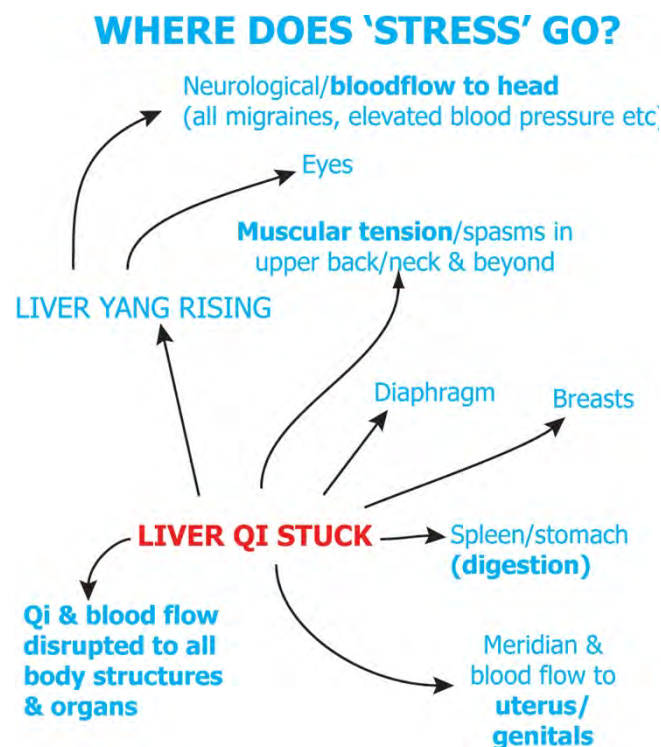 WHERE DOES ‘STRESS’ GO?
Neurological/bloodflow to head
(all migraines, elevated blood pressure etc)
Eyes
Muscular tension/spasms in
upper back/neck & beyond
LIVER YANG RISING
Diaphragm
Breasts
LIVER QI STUCK
Spleen/stomach
(digestion)
Qi & blood flow
disrupted to all
body structures
& organs
Meridian &
blood flow to
uterus/
genitals